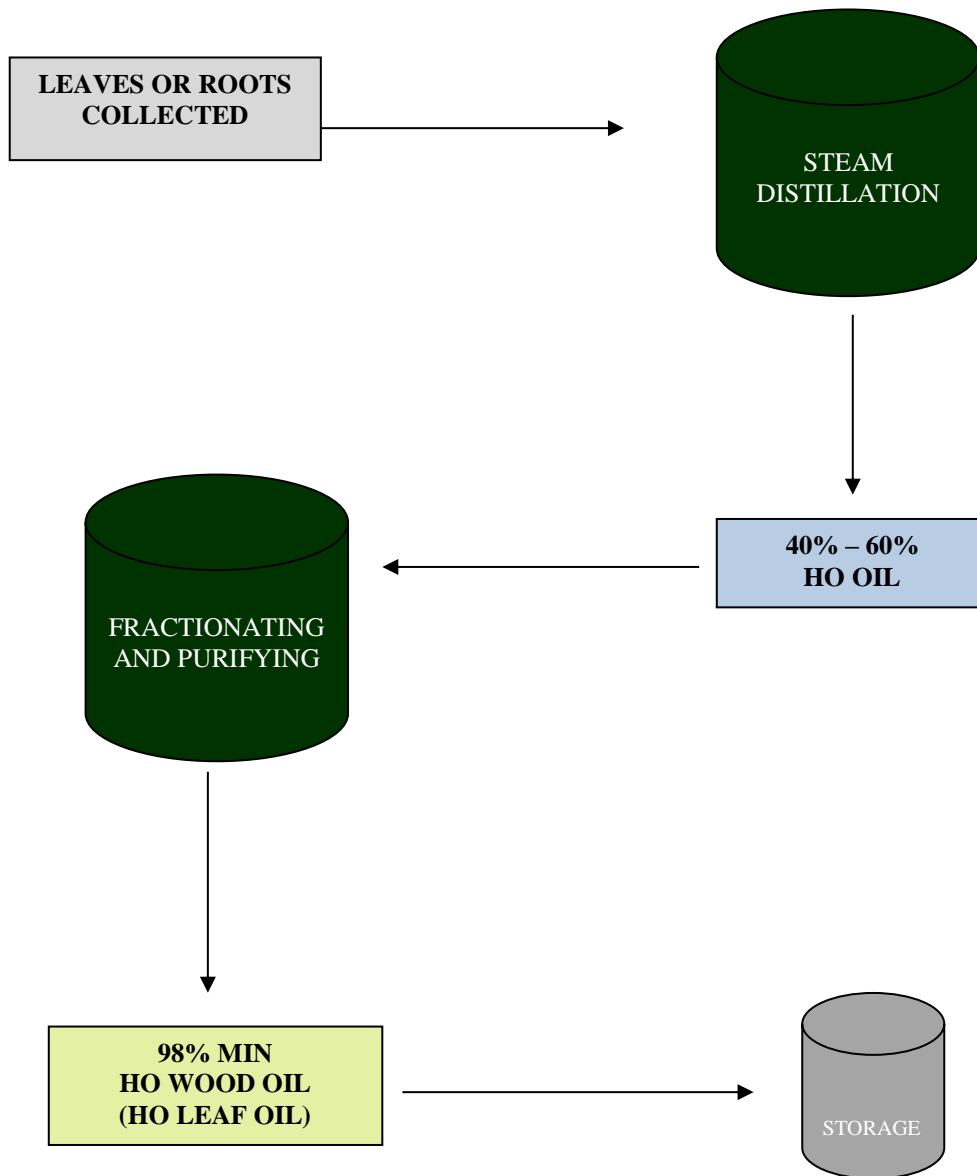 LEAVES OR ROOTS
COLLECTED
STEAM
DISTILLATION
40% – 60%
HO OIL
FRACTIONATING
AND PURIFYING
98% MIN
HO WOOD OIL
(HO LEAF OIL)
STORAGE